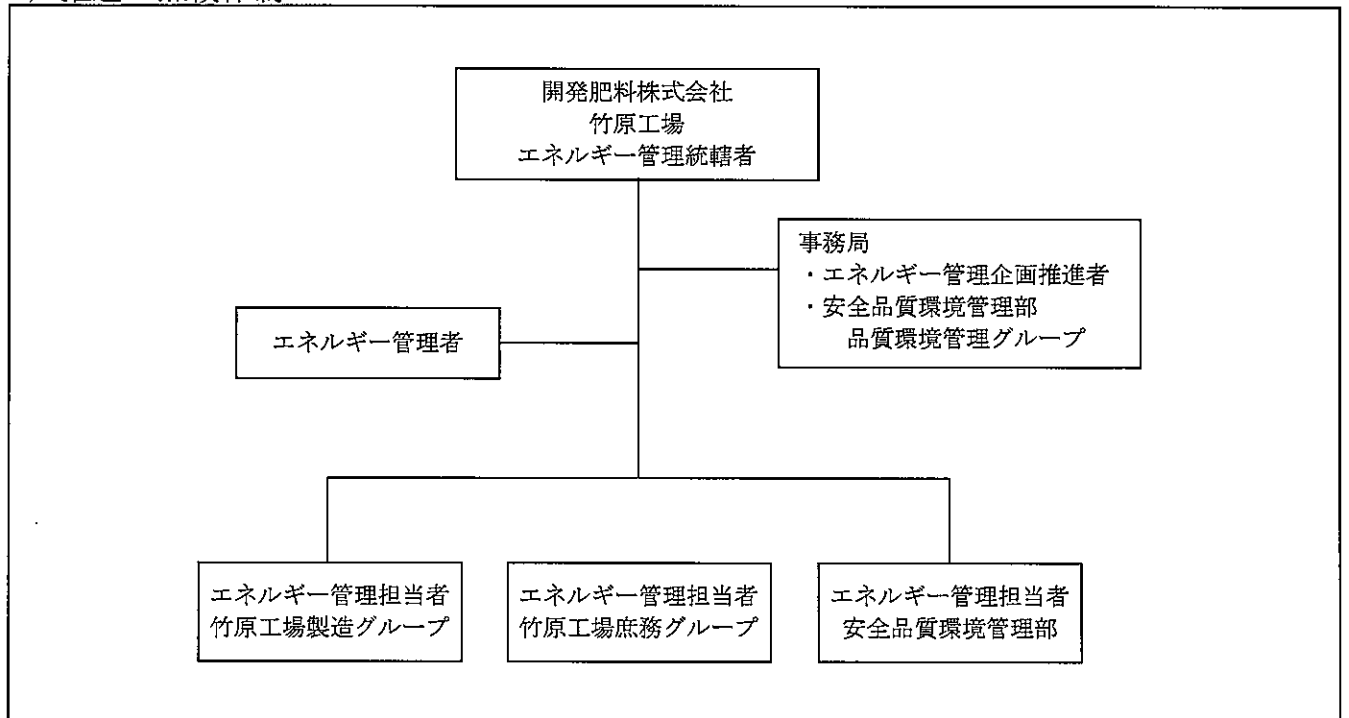 開発肥料株式会社
竹原工場
エネルギー管理統轄者
事務局
・エネルギー管理企画推進者
・安全品質環境管理部
品質環境管理グループ
エネルギー管理者
エネルギー管理担当者
竹原工場製造グループ
エネルギー管理担当者
竹原工場庶務グループ
エネルギー管理担当者
安全品質環境管理部